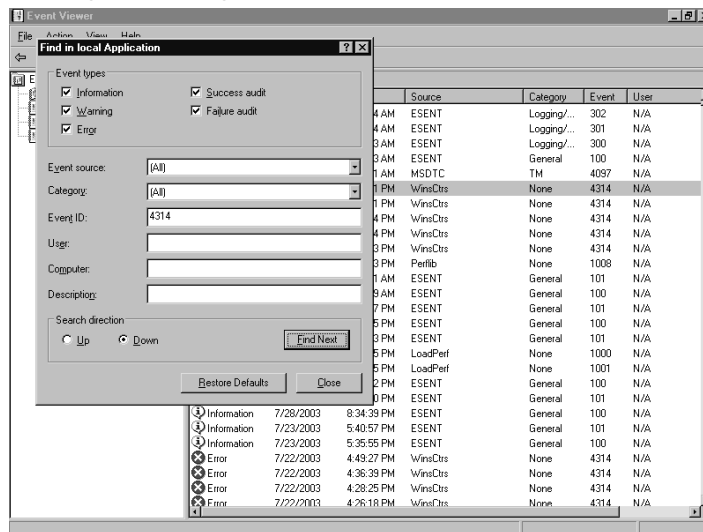 Event Viewer
File Action View Help
Find in local Application
Event types
Information
Success audit
Warning
Failure audit
Error
Event source: (All)
Category: (All)
Event ID: 4314
User:
Computer:
Description:
Search direction
Up Down Find Next
Restore Defaults Close
Source Category Event User
4 AM ESENT Logging/... 302 N/A
4 AM ESENT Logging/... 301 N/A
3 AM ESENT Logging/... 300 N/A
3 AM ESENT General 100 N/A
1 AM MSDTC TM 4097 N/A
1 PM WinsCtrs None 4314 N/A
1 PM WinsCtrs None 4314 N/A
4 PM WinsCtrs None 4314 N/A
4 PM WinsCtrs None 4314 N/A
3 PM WinsCtrs None 4314 N/A
3 PM Perflib None 1008 N/A
1 AM ESENT General 101 N/A
9 AM ESENT General 100 N/A
7 PM ESENT General 101 N/A
5 PM ESENT General 100 N/A
3 PM ESENT General 101 N/A
5 PM LoadPerf None 1000 N/A
5 PM LoadPerf None 1001 N/A
2 PM ESENT General 100 N/A
0 PM ESENT General 101 N/A
Information 7/28/2003 8:34:39 PM ESENT General 100 N/A
Information 7/23/2003 5:40:57 PM ESENT General 101 N/A
Information 7/23/2003 5:35:55 PM ESENT General 100 N/A
Error 7/22/2003 4:49:27 PM WinsCtrs None 4314 N/A
Error 7/22/2003 4:36:39 PM WinsCtrs None 4314 N/A
Error 7/22/2003 4:28:25 PM WinsCtrs None 4314 N/A
Error 7/22/2003 4:26:18 PM WinsCtrs None 4314 N/A